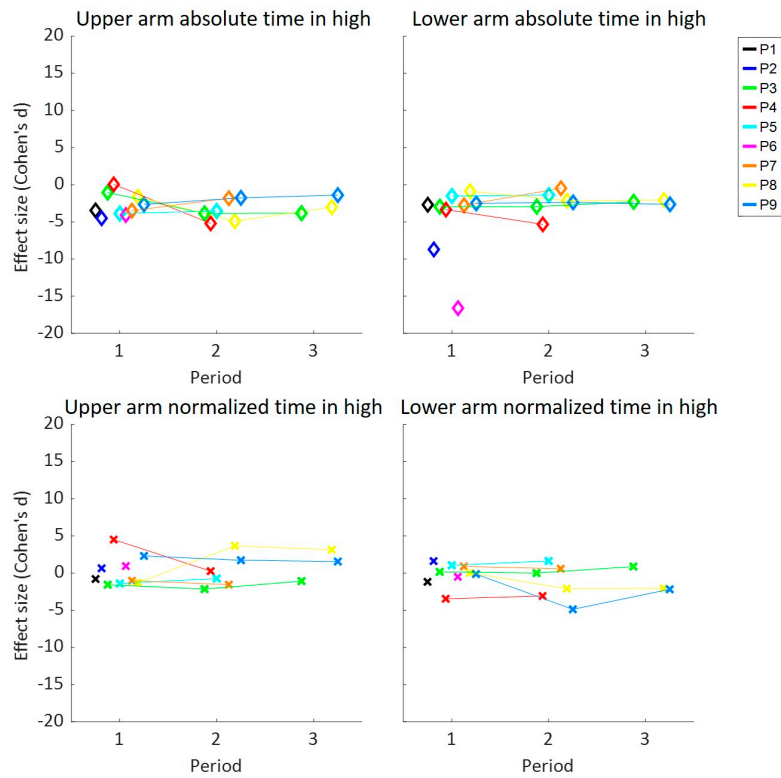 Upper arm absolute time in high
20
15
10
5
0
-5
-10
-15
-20
Effect size (Cohen's d)
1 2 3
Period
Lower arm absolute time in high
1 2 3
Period
P1
P2
P3
P4
P5
P6
P7
P8
P9
Upper arm normalized time in high
20
15
10
5
0
-5
-10
-15
-20
Effect size (Cohen's d)
1 2 3
Period
Lower arm normalized time in high
1 2 3
Period